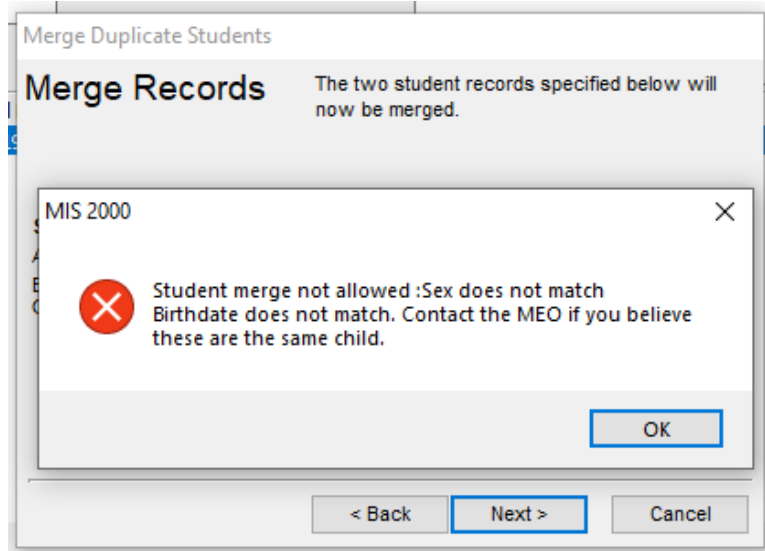 Merge Duplicate Students
Merge Records
The two student records specified below will
now be merged.
MIS 2000
Student merge not allowed :Sex does not match
Birthdate does not match. Contact the MEO if you believe
these are the same child.
OK
< Back
Next >
Cancel